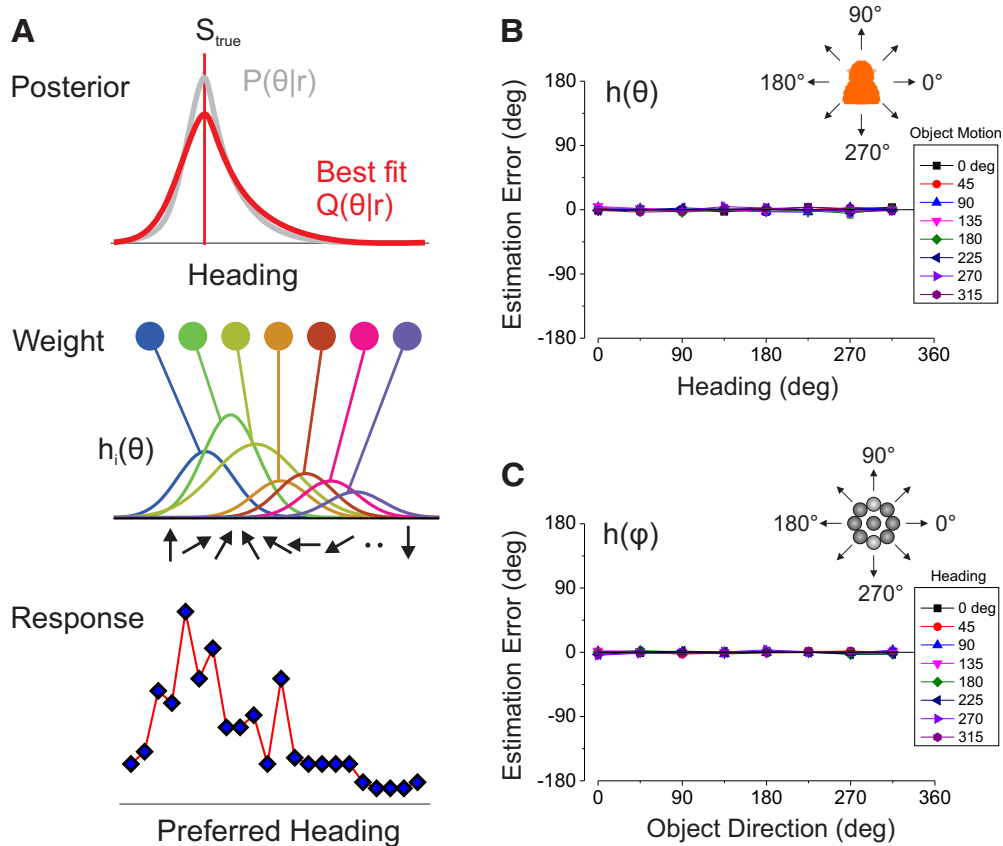 A
S_true
Posterior
P(θ|r)
Best fit
Q(θ|r)
Heading
Weight
h_i(θ)
Response
Preferred Heading
B
90°
180°
0°
270°
h(θ)
Estimation Error (deg)
180
90
0
-90
-180
0
90
180
270
360
Heading (deg)
Object Motion
0 deg
45
90
135
180
225
270
315
C
90°
180°
0°
270°
h(φ)
Estimation Error (deg)
180
90
0
-90
-180
0
90
180
270
360
Object Direction (deg)
Heading
0 deg
45
90
135
180
225
270
315